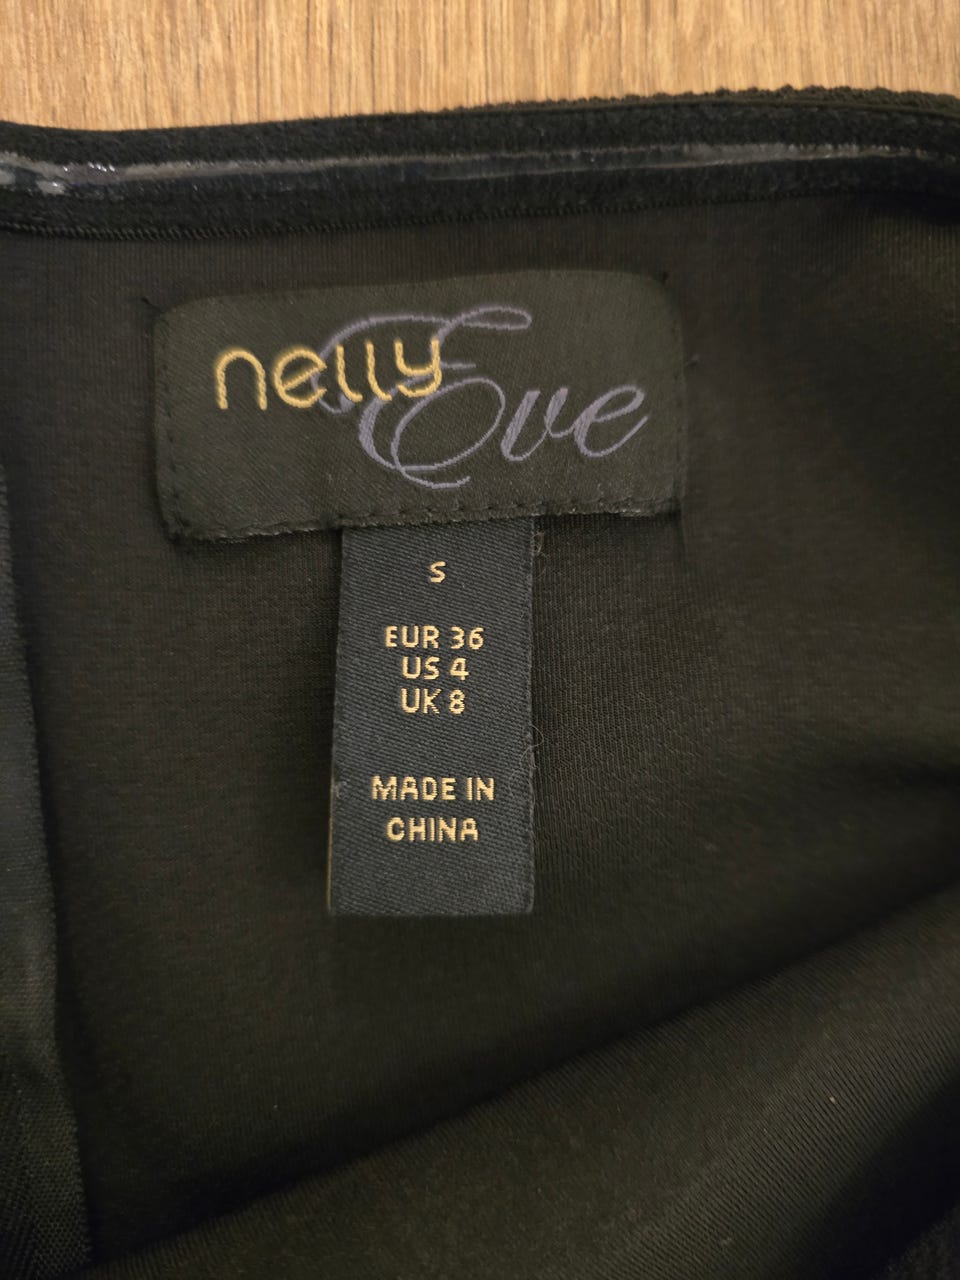 nelly Eve
S
EUR 36
US 4
UK 8
MADE IN
CHINA